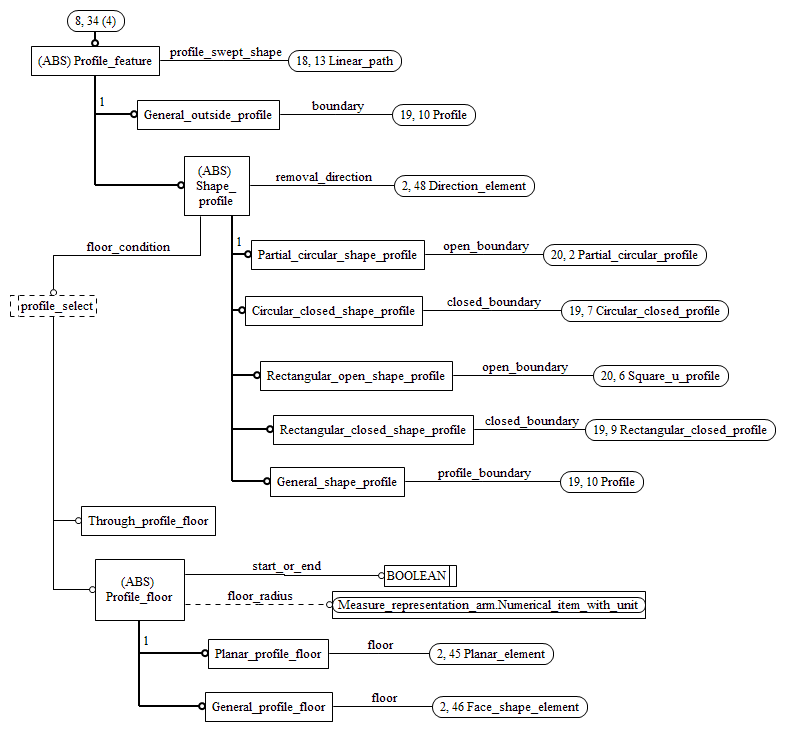 8, 34 (4)
(ABS) Profile_feature
profile_swept_shape
18, 13 Linear_path
1
General_outside_profile
boundary
19, 10 Profile
(ABS)
Shape_
profile
removal_direction
2, 48 Direction_element
floor_condition
1
Partial_circular_shape_profile
open_boundary
20, 2 Partial_circular_profile
profile_select
Circular_closed_shape_profile
closed_boundary
19, 7 Circular_closed_profile
Rectangular_open_shape_profile
open_boundary
20, 6 Square_u_profile
Rectangular_closed_shape_profile
closed_boundary
19, 9 Rectangular_closed_profile
General_shape_profile
profile_boundary
19, 10 Profile
Through_profile_floor
(ABS)
Profile_floor
start_or_end
BOOLEAN
floor_radius
Measure_representation_arm.Numerical_item_with_unit
1
Planar_profile_floor
floor
2, 45 Planar_element
General_profile_floor
floor
2, 46 Face_shape_element